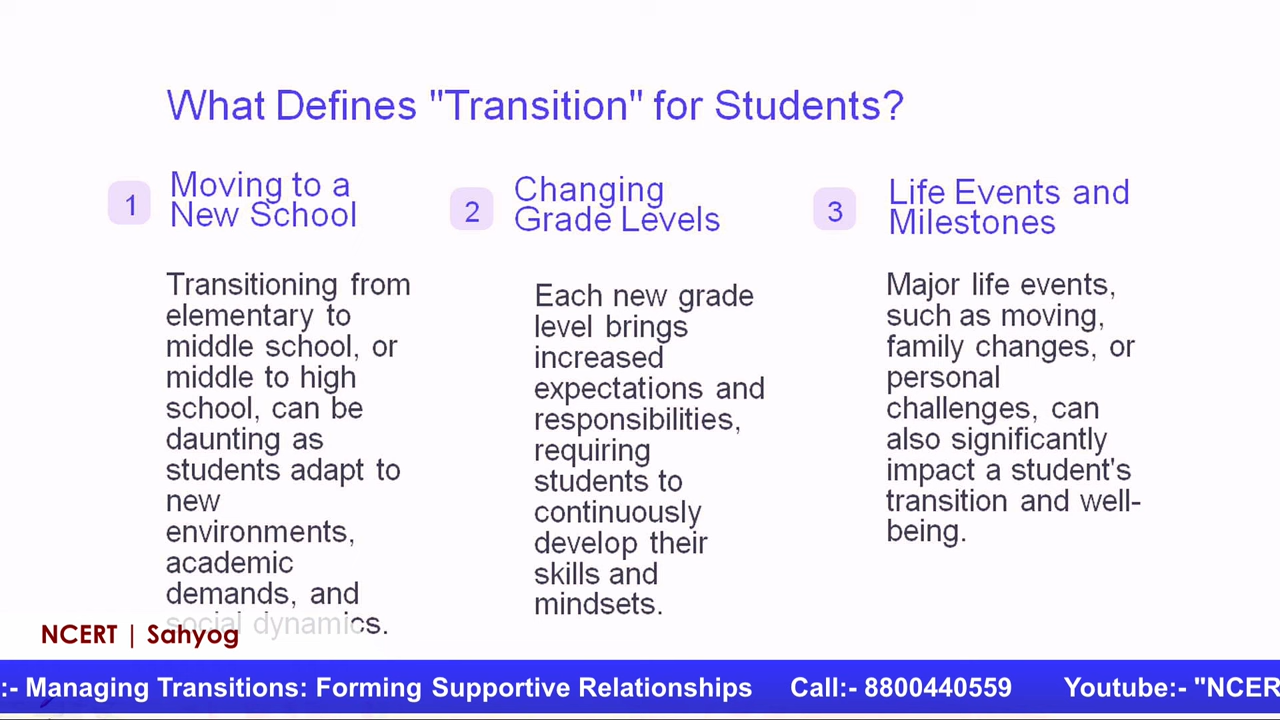 What Defines "Transition" for Students?
1
Moving to a
New School
Transitioning from
elementary to
middle school, or
middle to high
school, can be
daunting as
students adapt to
new
environments,
academic
demands, and
social dynamics.
2
Changing
Grade Levels
Each new grade
level brings
increased
expectations and
responsibilities,
requiring
students to
continuously
develop their
skills and
mindsets.
3
Life Events and
Milestones
Major life events,
such as moving,
family changes, or
personal
challenges, can
also significantly
impact a student's
transition and well-
being.
NCERT | Sahyog
:- Managing Transitions: Forming Supportive Relationships Call:- 8800440559 Youtube:- "NCER